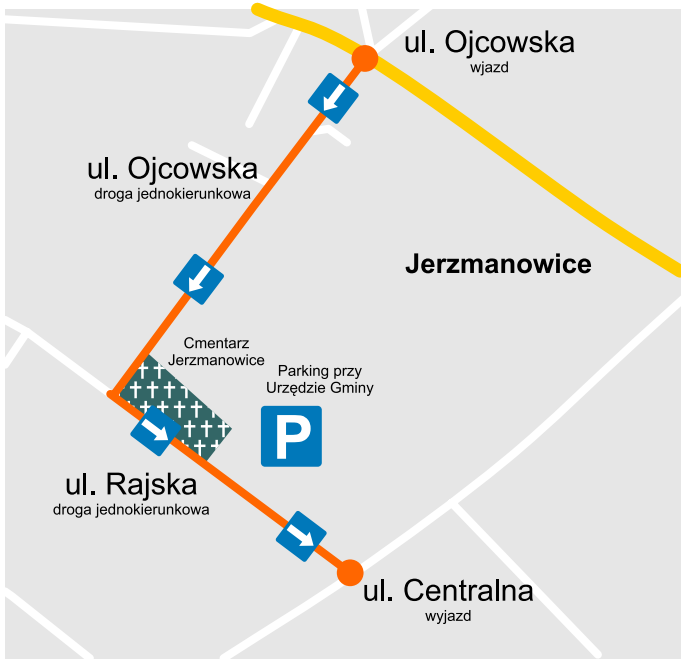 ul. Ojcowska
wjazd
ul. Ojcowska
droga jednokierunkowa
Jerzmanowice
Cmentarz
Jerzmanowice
Parking przy
Urzędzie Gminy
P
ul. Rajska
droga jednokierunkowa
ul. Centralna
wyjazd